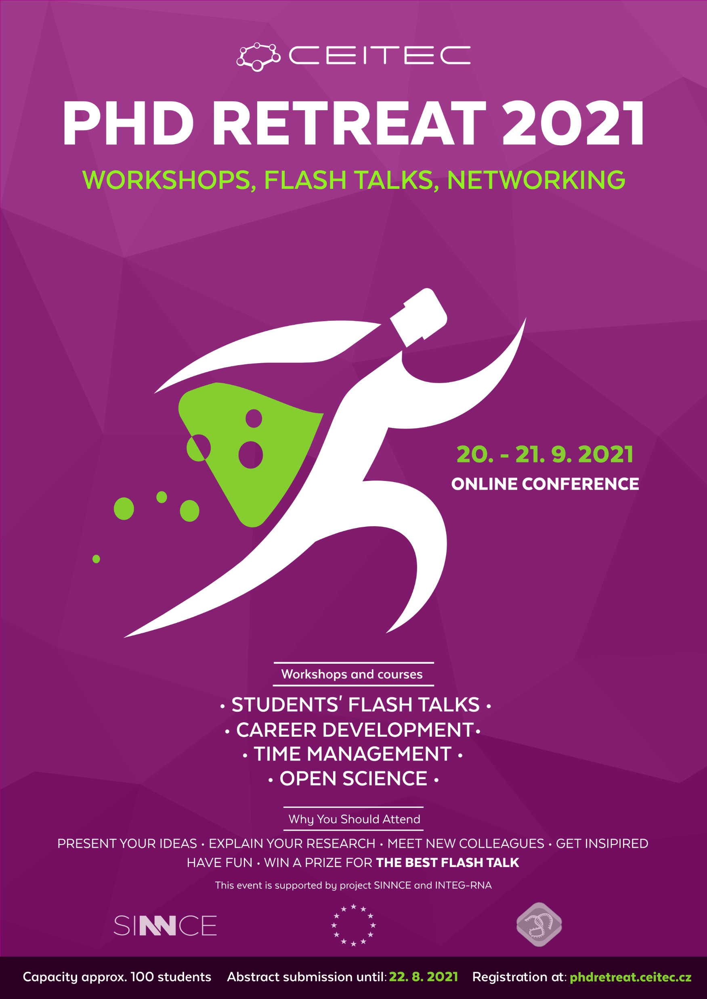 CEITEC
PHD RETREAT 2021
WORKSHOPS, FLASH TALKS, NETWORKING
20. - 21. 9. 2021
ONLINE CONFERENCE
Workshops and courses
• STUDENTS' FLASH TALKS •
• CAREER DEVELOPMENT•
• TIME MANAGEMENT •
• OPEN SCIENCE •
Why You Should Attend
PRESENT YOUR IDEAS • EXPLAIN YOUR RESEARCH • MEET NEW COLLEAGUES • GET INSIPIRED
HAVE FUN • WIN A PRIZE FOR THE BEST FLASH TALK
This event is supported by project SINNCE and INTEG-RNA
SINNCE
Capacity approx. 100 students Abstract submission until: 22. 8. 2021 Registration at: phdretreat.ceitec.cz